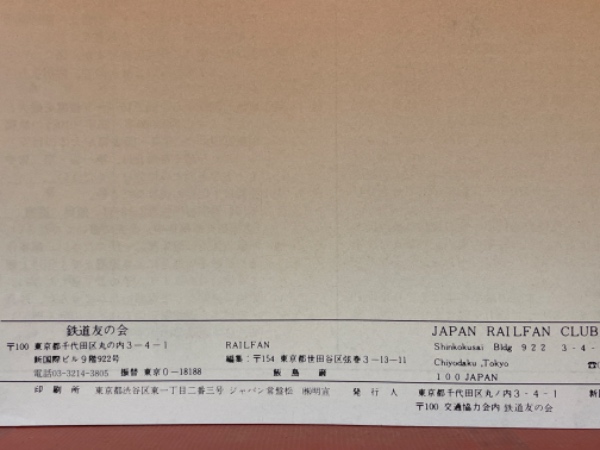 鉄道友の会
〒100 東京都千代田区丸の内3-4-1
新国際ビル9階922号
電話03-3214-3805 振替 東京0-18188
RAILFAN
編集:〒154 東京都世田谷区弦巻3-13-11
飯島 巌
JAPAN RAILFAN CLUB
Shinkokusai Bldg 922 3-4-
Chiyodaku ,Tokyo
100 JAPAN
印刷所 東京都渋谷区東一丁目二番三号 ジャパン常盤松 ㈱明宣 発行人 東京都千代田区丸ノ内3-4-1
〒100 交通協力会内 鉄道友の会